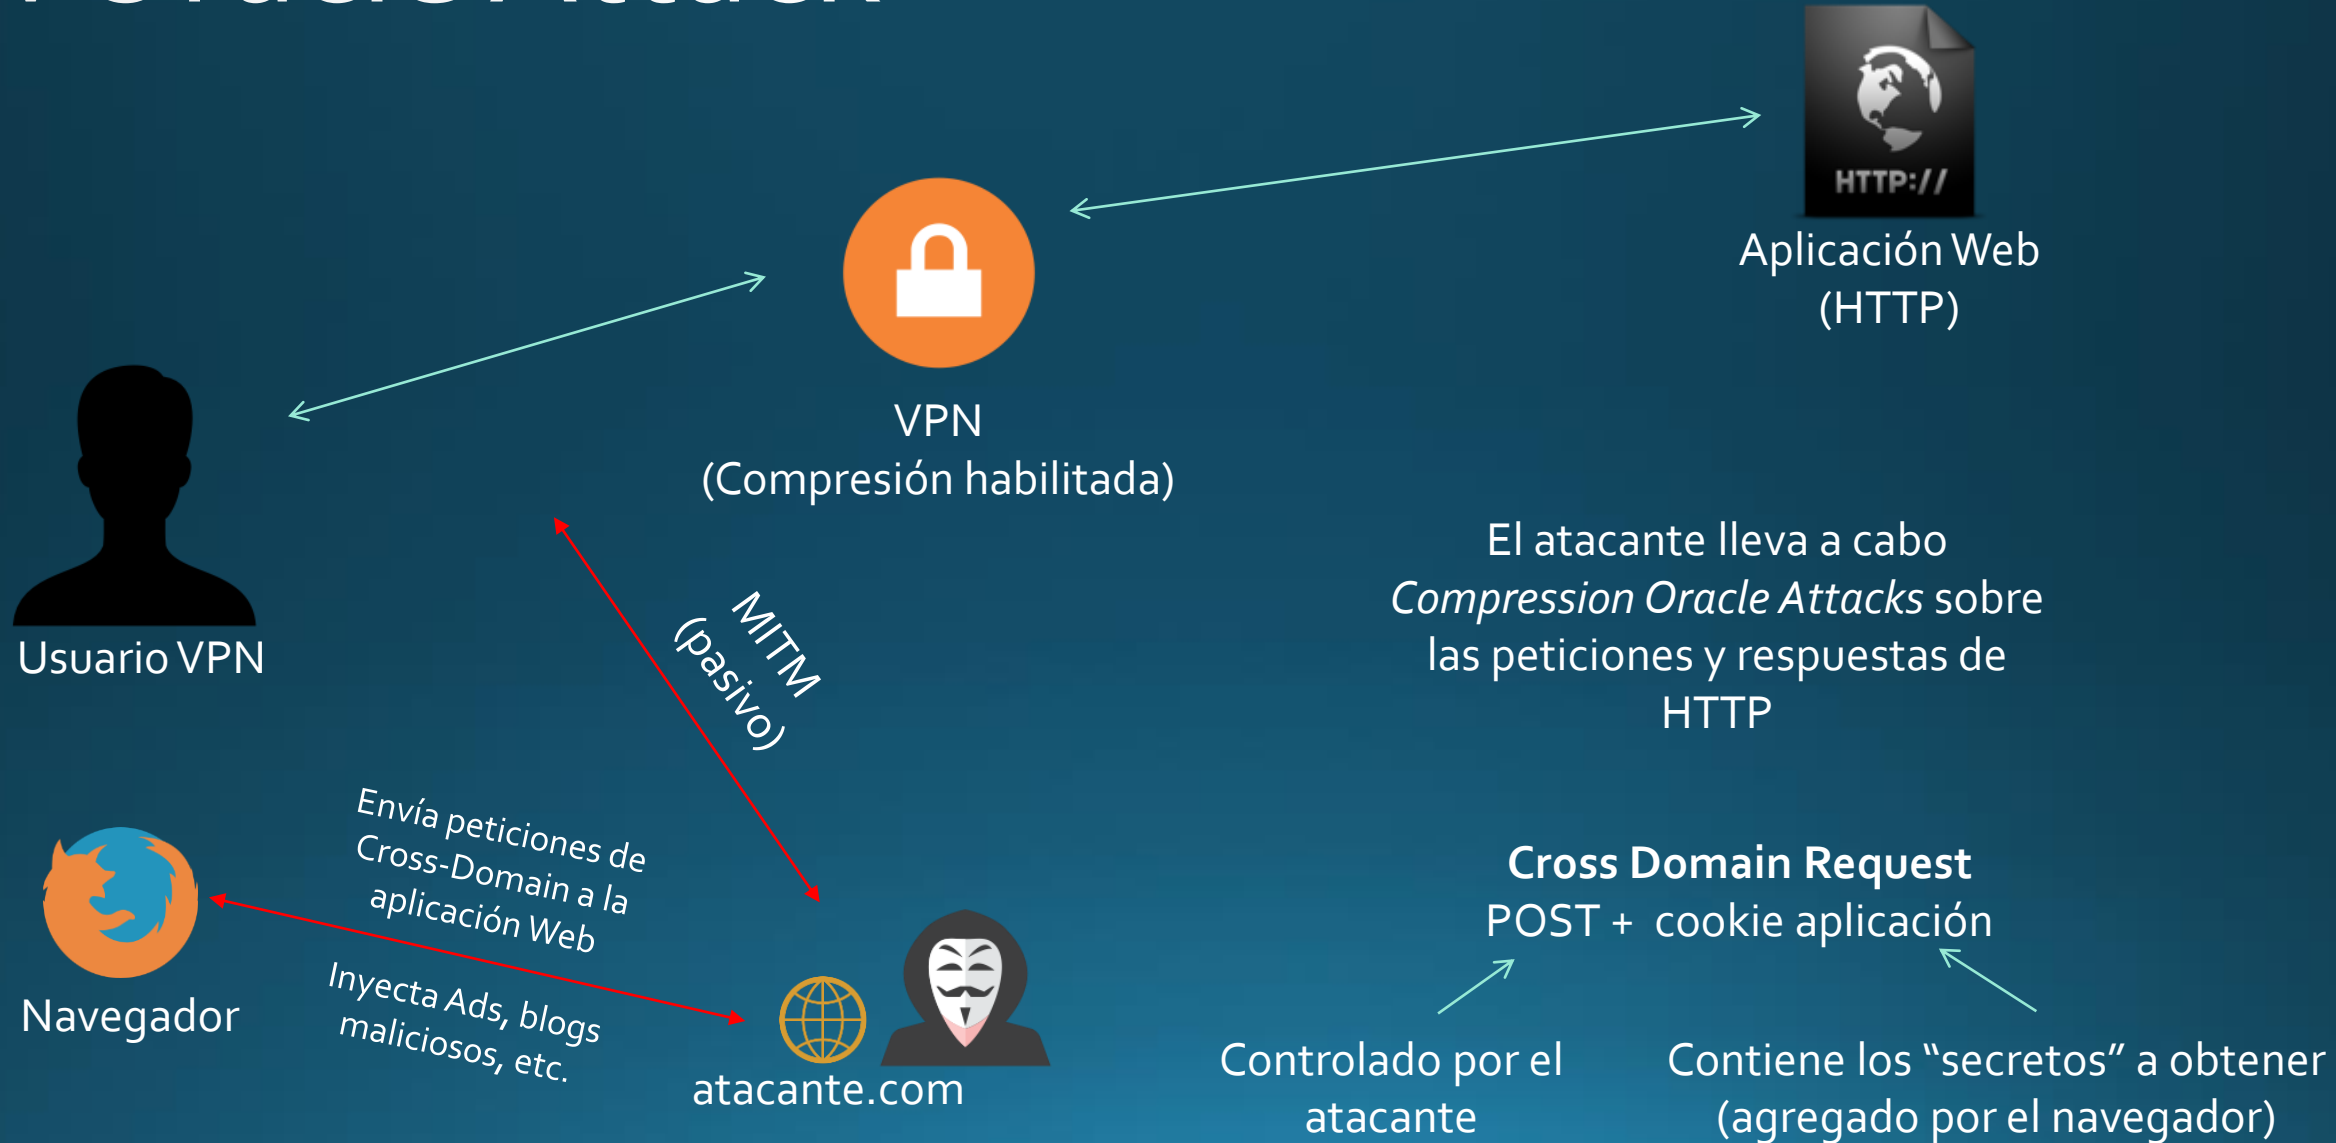 Attack
HTTP://
Aplicación Web
(HTTP)
VPN
(Compresión habilitada)
Usuario VPN
MITM
(pasivo)
El atacante lleva a cabo
Compression Oracle Attacks sobre
las peticiones y respuestas de
HTTP
Envía peticiones de
Cross-Domain a la
aplicación Web
Inyecta Ads, blogs
maliciosos, etc.
Navegador
atacante.com
Cross Domain Request
POST + cookie aplicación
Controlado por el
atacante
Contiene los “secretos” a obtener
(agregado por el navegador)